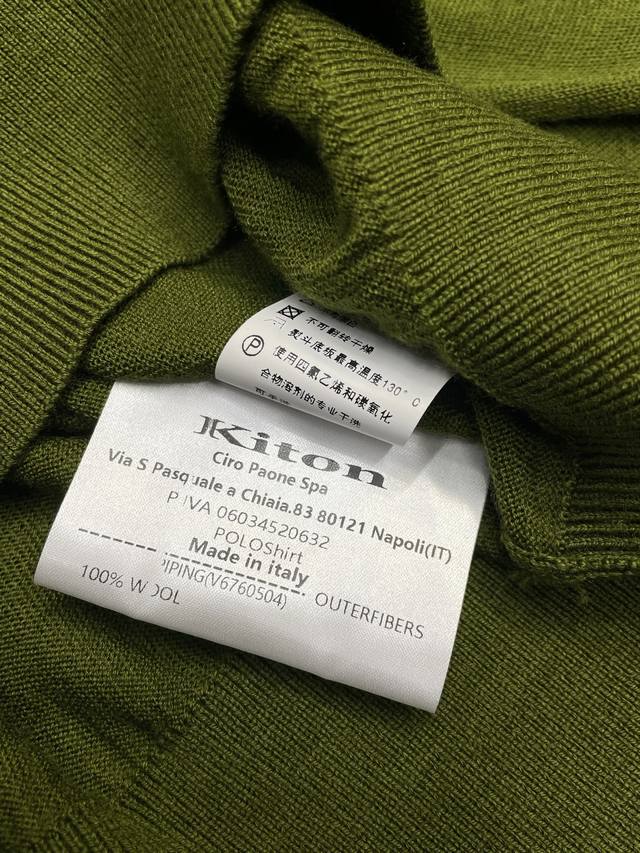 不可翻转干燥
熨斗底板最高温度130°C
P 使用四氯乙烯和碳氢化
合物溶剂的专业干洗
Kiton
Ciro Paone Spa
Via S Pasquale a Chiaia.83 80121 Napoli(IT)
P.IVA 06034520632
POLOShirt
Made in italy
PIPING(V6760504) OUTERFIBERS
100% WOOL